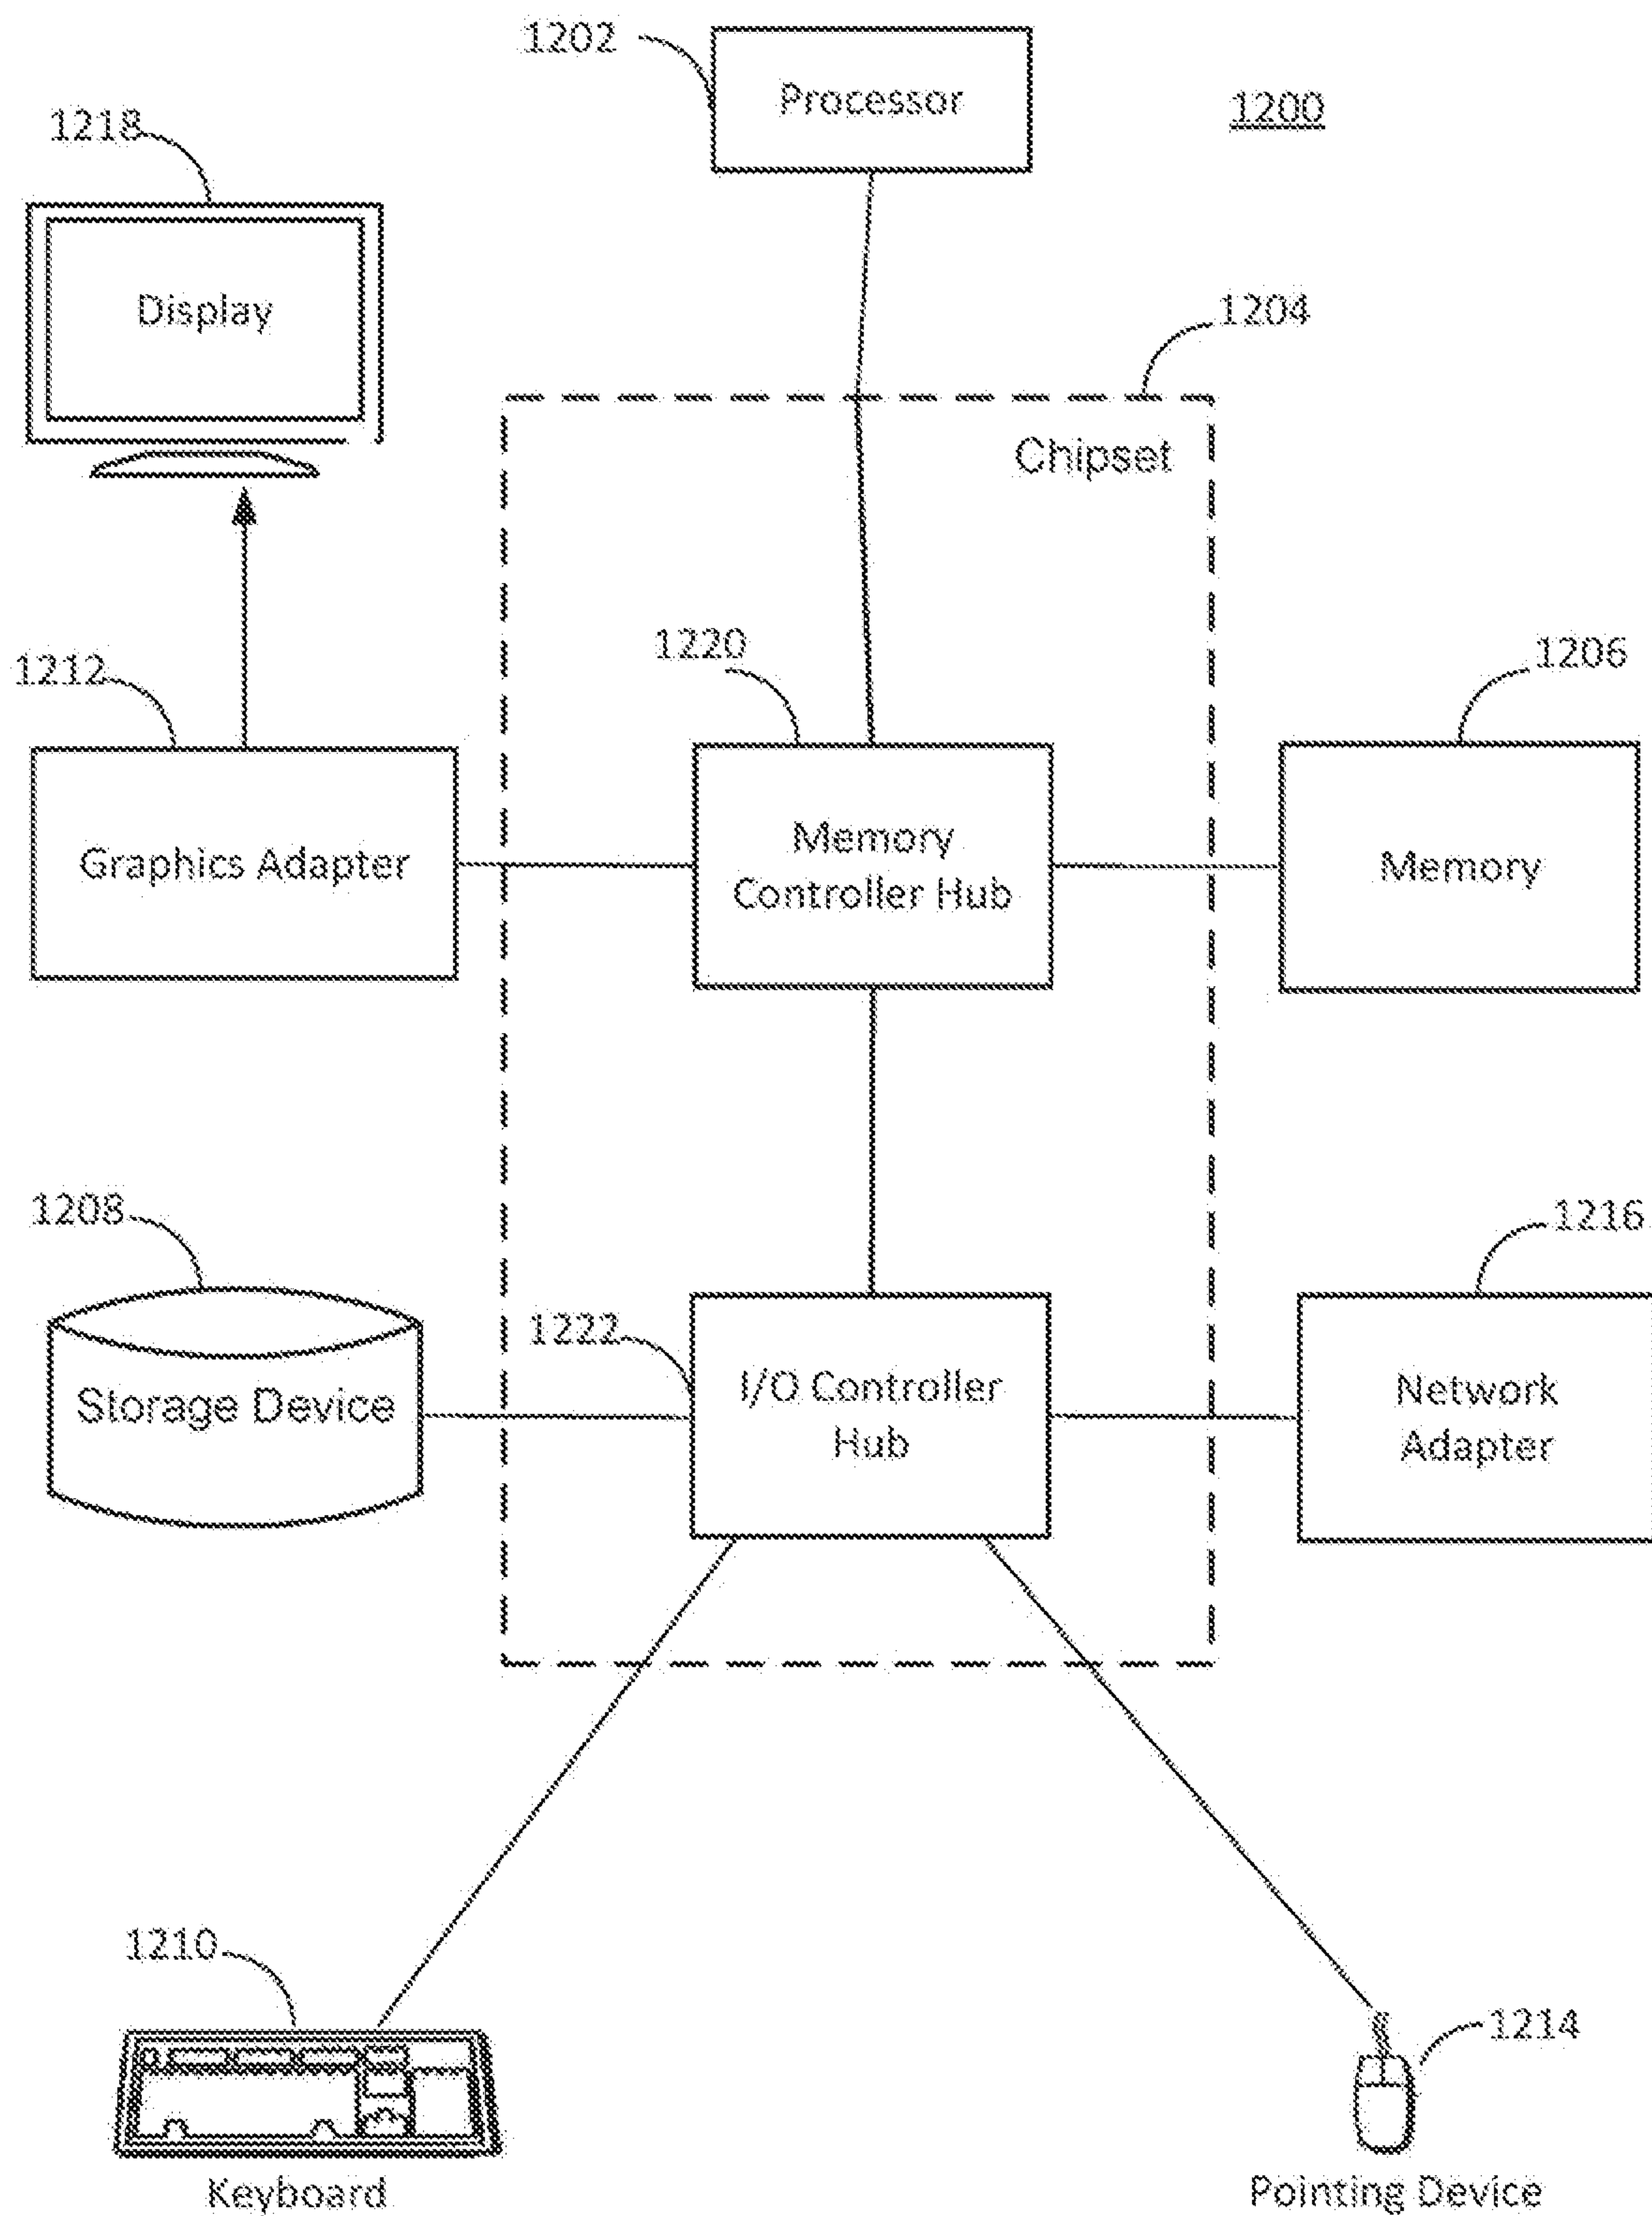 1202
Processor
1200
1218
Display
1204
Chipset
1220
1206
1212
Graphics Adapter
Memory
Controller Hub
Memory
1208
1216
1222
Storage Device
I/O Controller
Hub
Network
Adapter
1210
1214
Keyboard
Pointing Device